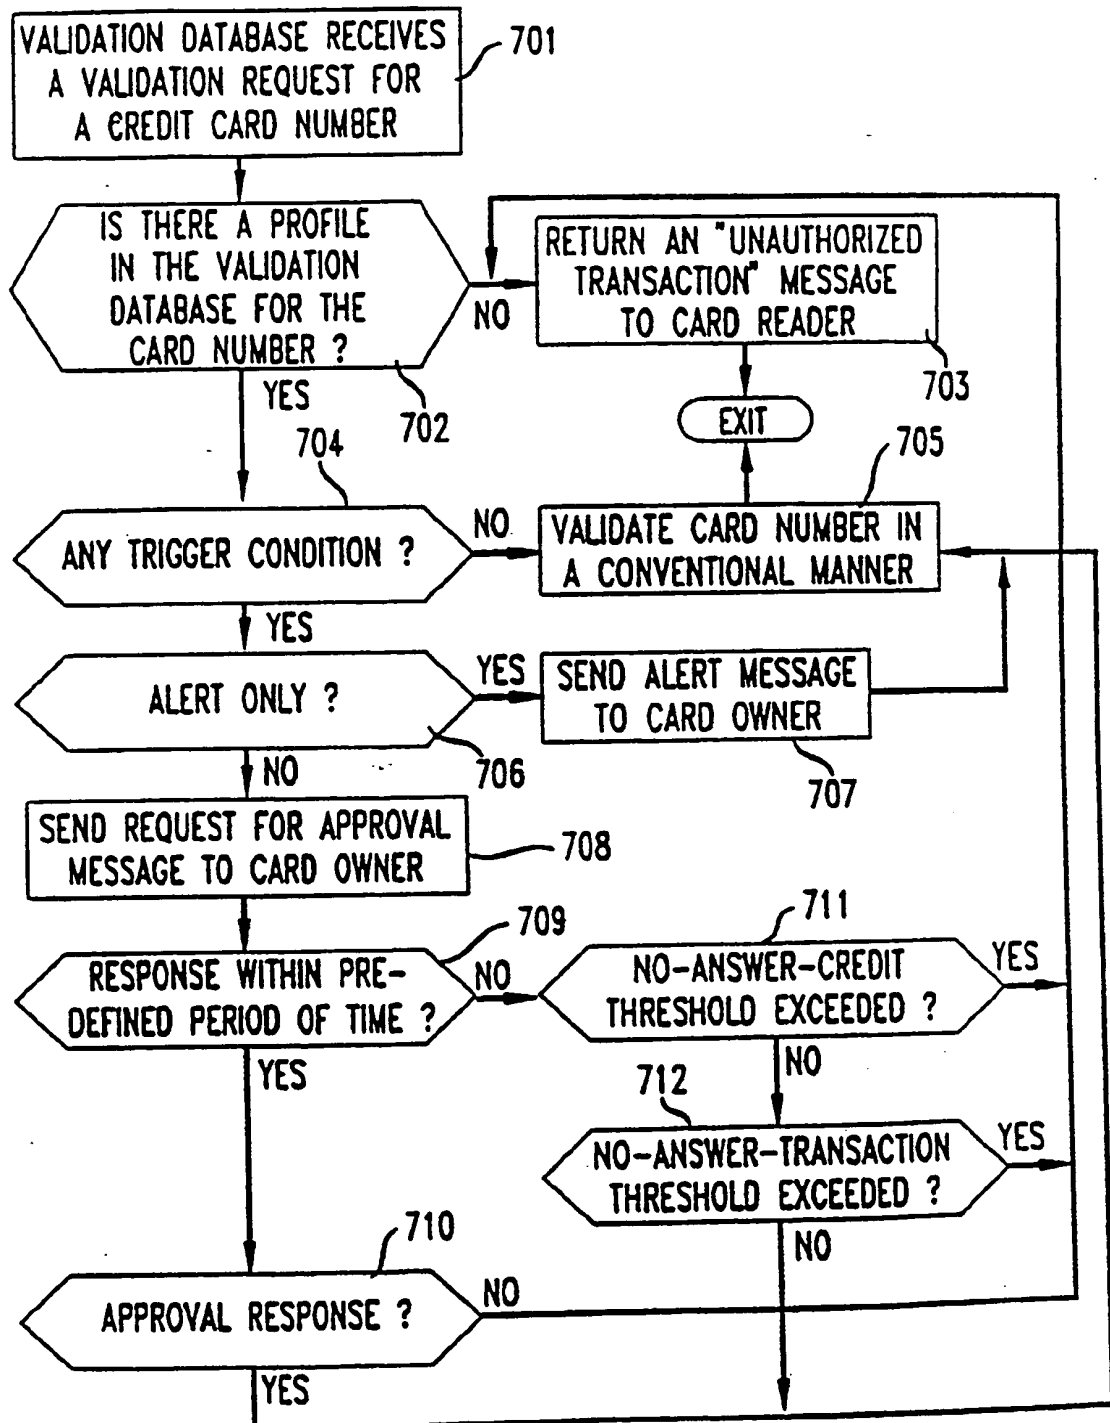 VALIDATION DATABASE RECEIVES
A VALIDATION REQUEST FOR
A CREDIT CARD NUMBER
701
IS THERE A PROFILE
IN THE VALIDATION
DATABASE FOR THE
CARD NUMBER ?
702
NO
YES
RETURN AN "UNAUTHORIZED
TRANSACTION" MESSAGE
TO CARD READER
703
EXIT
704
ANY TRIGGER CONDITION ?
NO
YES
705
VALIDATE CARD NUMBER IN
A CONVENTIONAL MANNER
ALERT ONLY ?
706
YES
NO
SEND ALERT MESSAGE
TO CARD OWNER
707
SEND REQUEST FOR APPROVAL
MESSAGE TO CARD OWNER
708
709
RESPONSE WITHIN PRE-
DEFINED PERIOD OF TIME ?
NO
YES
711
NO-ANSWER-CREDIT
THRESHOLD EXCEEDED ?
YES
NO
712
NO-ANSWER-TRANSACTION
THRESHOLD EXCEEDED ?
YES
NO
710
APPROVAL RESPONSE ?
NO
YES